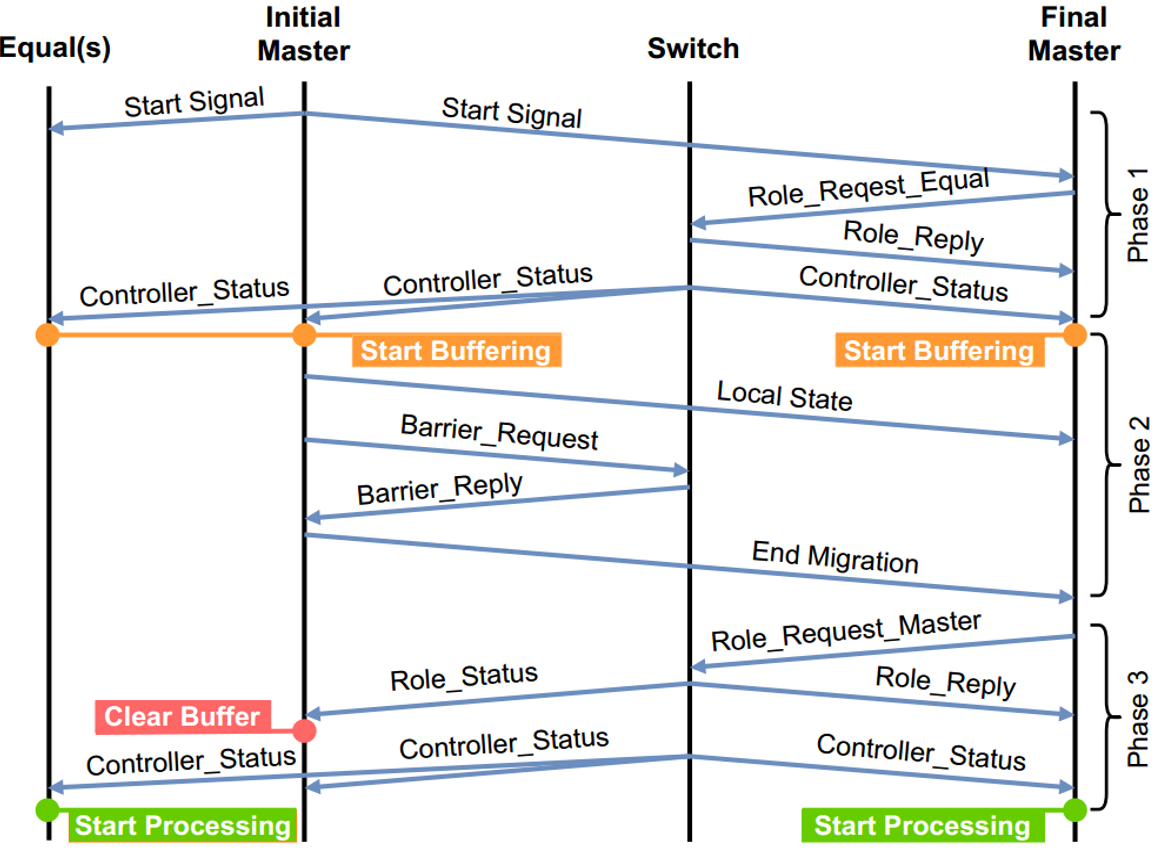 Equal(s)
Initial
Master
Switch
Final
Master
Start Signal
Start Signal
Role_Reqest_Equal
Role_Reply
Controller_Status
Controller_Status
Controller_Status
Phase 1
Start Buffering
Start Buffering
Local State
Barrier_Request
Barrier_Reply
End Migration
Phase 2
Role_Request_Master
Role_Status
Role_Reply
Clear Buffer
Controller_Status
Controller_Status
Controller_Status
Phase 3
Start Processing
Start Processing